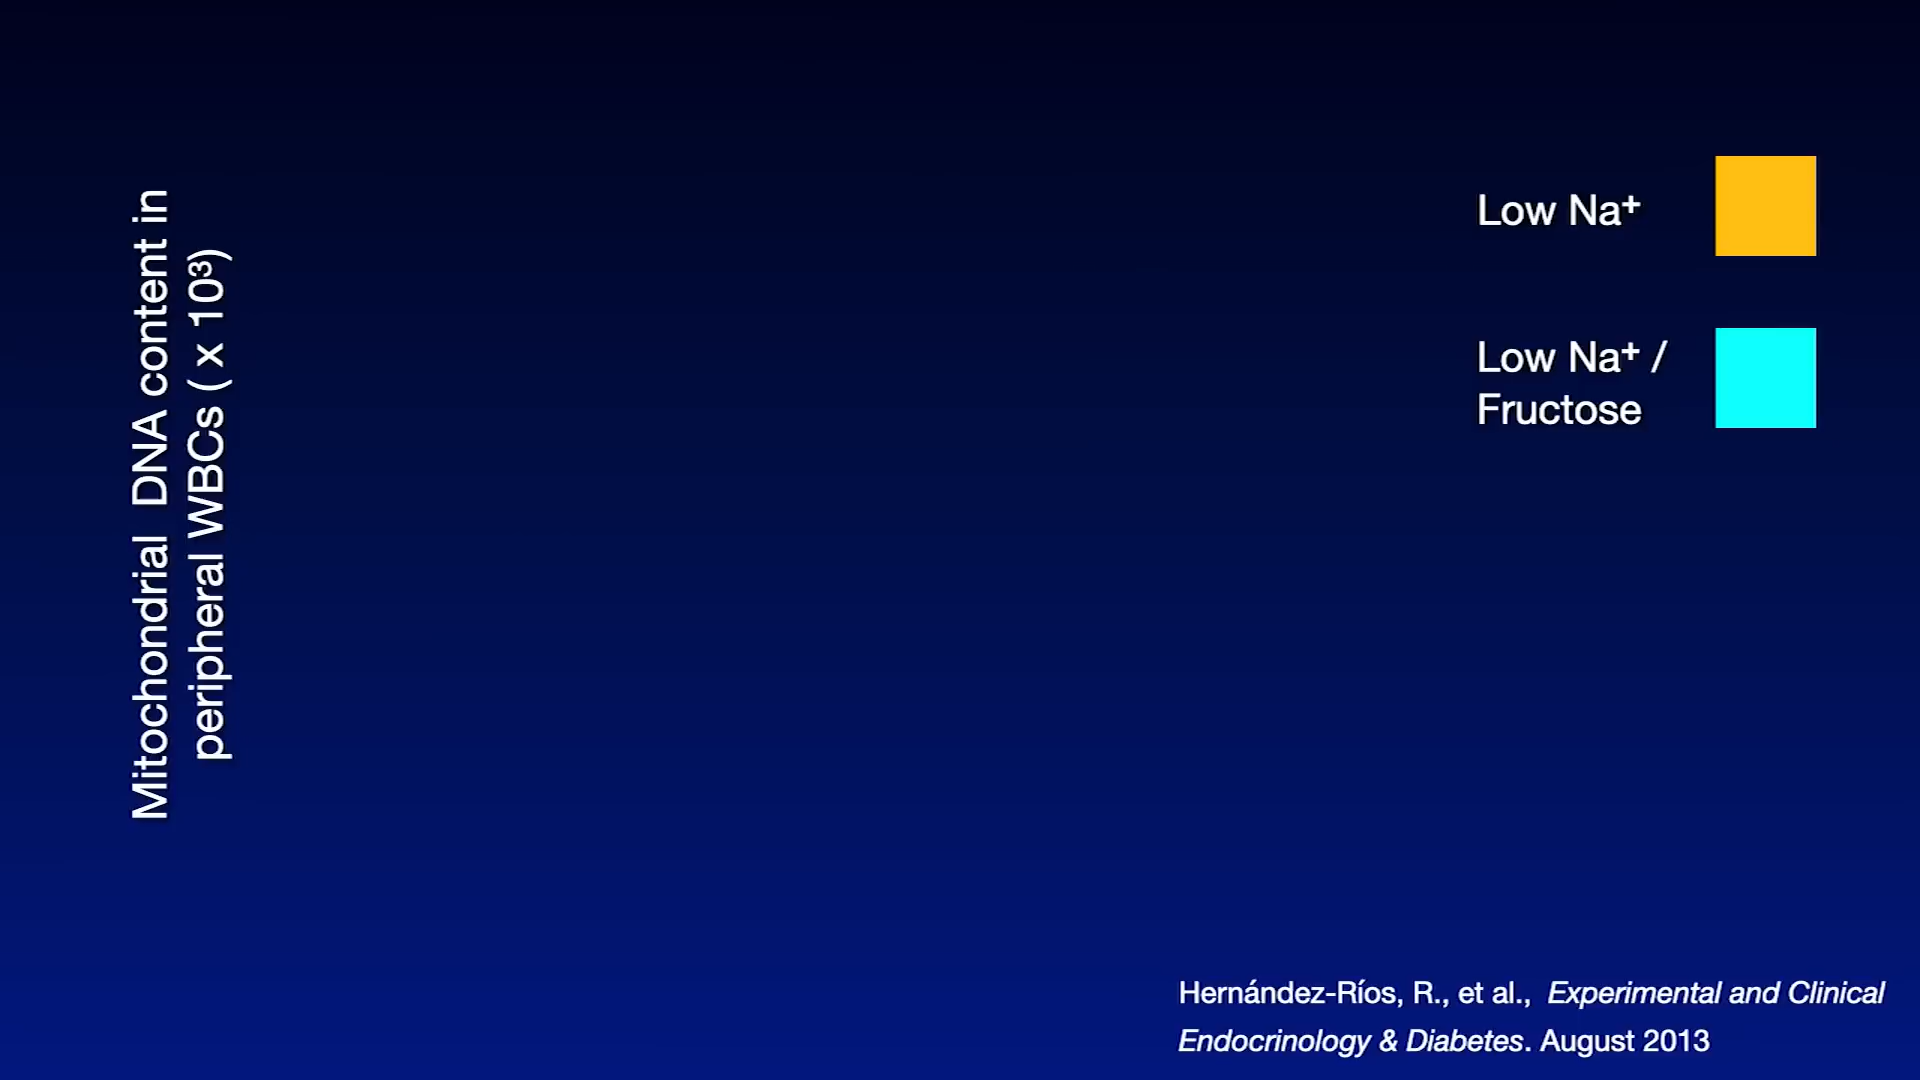 Mitochondrial  DNA content in
peripheral WBCs ( x 10³)
Low Na⁺
Low Na⁺ /
Fructose
Hernández-Ríos, R., et al.,  Experimental and Clinical
Endocrinology & Diabetes. August 2013